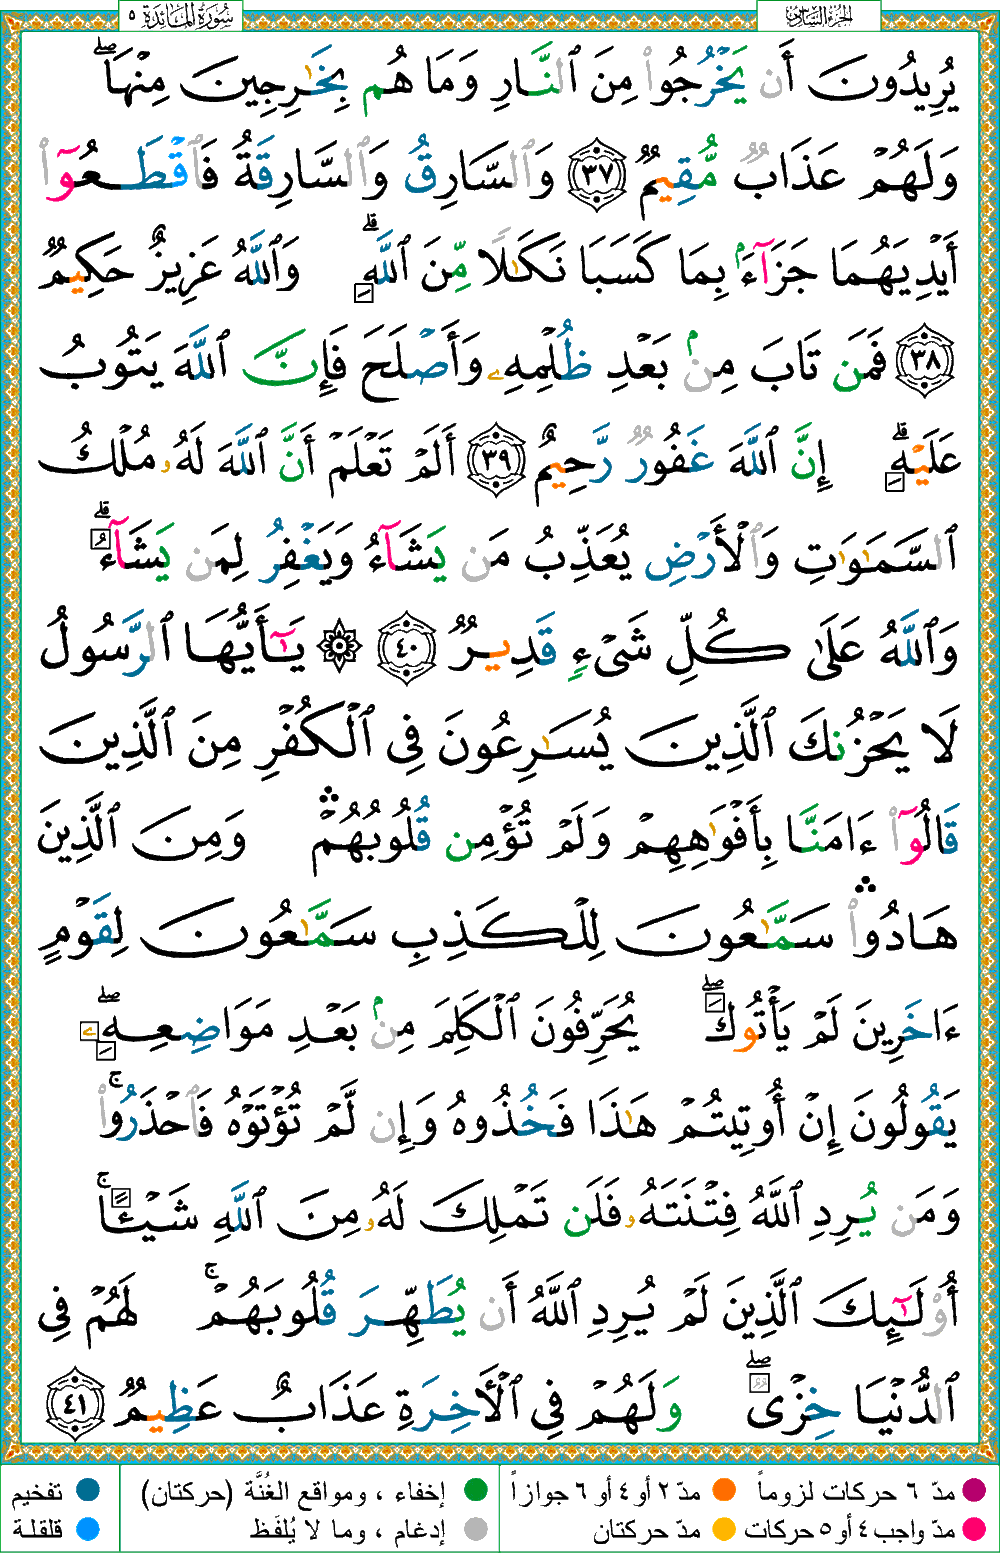 الجزء السادس
سورة المائدة ٥
يُرِيدُونَ أَن يَخْرُجُوا۟ مِنَ ٱلنَّارِ وَمَا هُم بِخَـٰرِجِينَ مِنْهَا ۖ
وَلَهُمْ عَذَابٌ مُّقِيمٌ ٣٧ وَٱلسَّارِقُ وَٱلسَّارِقَةُ فَٱقْطَعُوٓا۟
أَيْدِيَهُمَا جَزَآءًۢ بِمَا كَسَبَا نَكَـٰلًا مِّنَ ٱللَّهِ ۗ وَٱللَّهُ عَزِيزٌ حَكِيمٌ
٣٨ فَمَن تَابَ مِنۢ بَعْدِ ظُلْمِهِۦ وَأَصْلَحَ فَإِنَّ ٱللَّهَ يَتُوبُ
عَلَيْهِ ۗ إِنَّ ٱللَّهَ غَفُورٌ رَّحِيمٌ ٣٩ أَلَمْ تَعْلَمْ أَنَّ ٱللَّهَ لَهُۥ مُلْكُ
ٱلسَّمَـٰوَٰتِ وَٱلْأَرْضِ يُعَذِّبُ مَن يَشَآءُ وَيَغْفِرُ لِمَن يَشَآءُ ۗ
وَٱللَّهُ عَلَىٰ كُلِّ شَىْءٍ قَدِيرٌ ٤٠ ۞ يَـٰٓأَيُّهَا ٱلرَّسُولُ
لَا يَحْزُنكَ ٱلَّذِينَ يُسَـٰرِعُونَ فِى ٱلْكُفْرِ مِنَ ٱلَّذِينَ
قَالُوٓا۟ ءَامَنَّا بِأَفْوَٰهِهِمْ وَلَمْ تُؤْمِن قُلُوبُهُمْ ۛ وَمِنَ ٱلَّذِينَ
هَادُوا۟ ۛ سَمَّـٰعُونَ لِلْكَذِبِ سَمَّـٰعُونَ لِقَوْمٍ
ءَاخَرِينَ لَمْ يَأْتُوكَ ۖ يُحَرِّفُونَ ٱلْكَلِمَ مِنۢ بَعْدِ مَوَاضِعِهِۦ ۖ
يَقُولُونَ إِنْ أُوتِيتُمْ هَـٰذَا فَخُذُوهُ وَإِن لَّمْ تُؤْتَوْهُ فَٱحْذَرُوا۟ ۚ
وَمَن يُرِدِ ٱللَّهُ فِتْنَتَهُۥ فَلَن تَمْلِكَ لَهُۥ مِنَ ٱللَّهِ شَيْـًٔا ۚ
أُو۟لَـٰٓئِكَ ٱلَّذِينَ لَمْ يُرِدِ ٱللَّهُ أَن يُطَهِّرَ قُلُوبَهُمْ ۚ لَهُمْ فِى
ٱلدُّنْيَا خِزْىٌ ۖ وَلَهُمْ فِى ٱلْـَٔاخِرَةِ عَذَابٌ عَظِيمٌ ٤١
مدّ ٦ حركات لزوماً مدّ ٢ أو ٤ أو ٦ جوازاً إخفاء ، ومواقع الغُنَّة (حركتان) تفخيم
مدّ واجب ٤ أو ٥ حركات مدّ حركتان إدغام ، وما لا يُلفَظ قلقلة